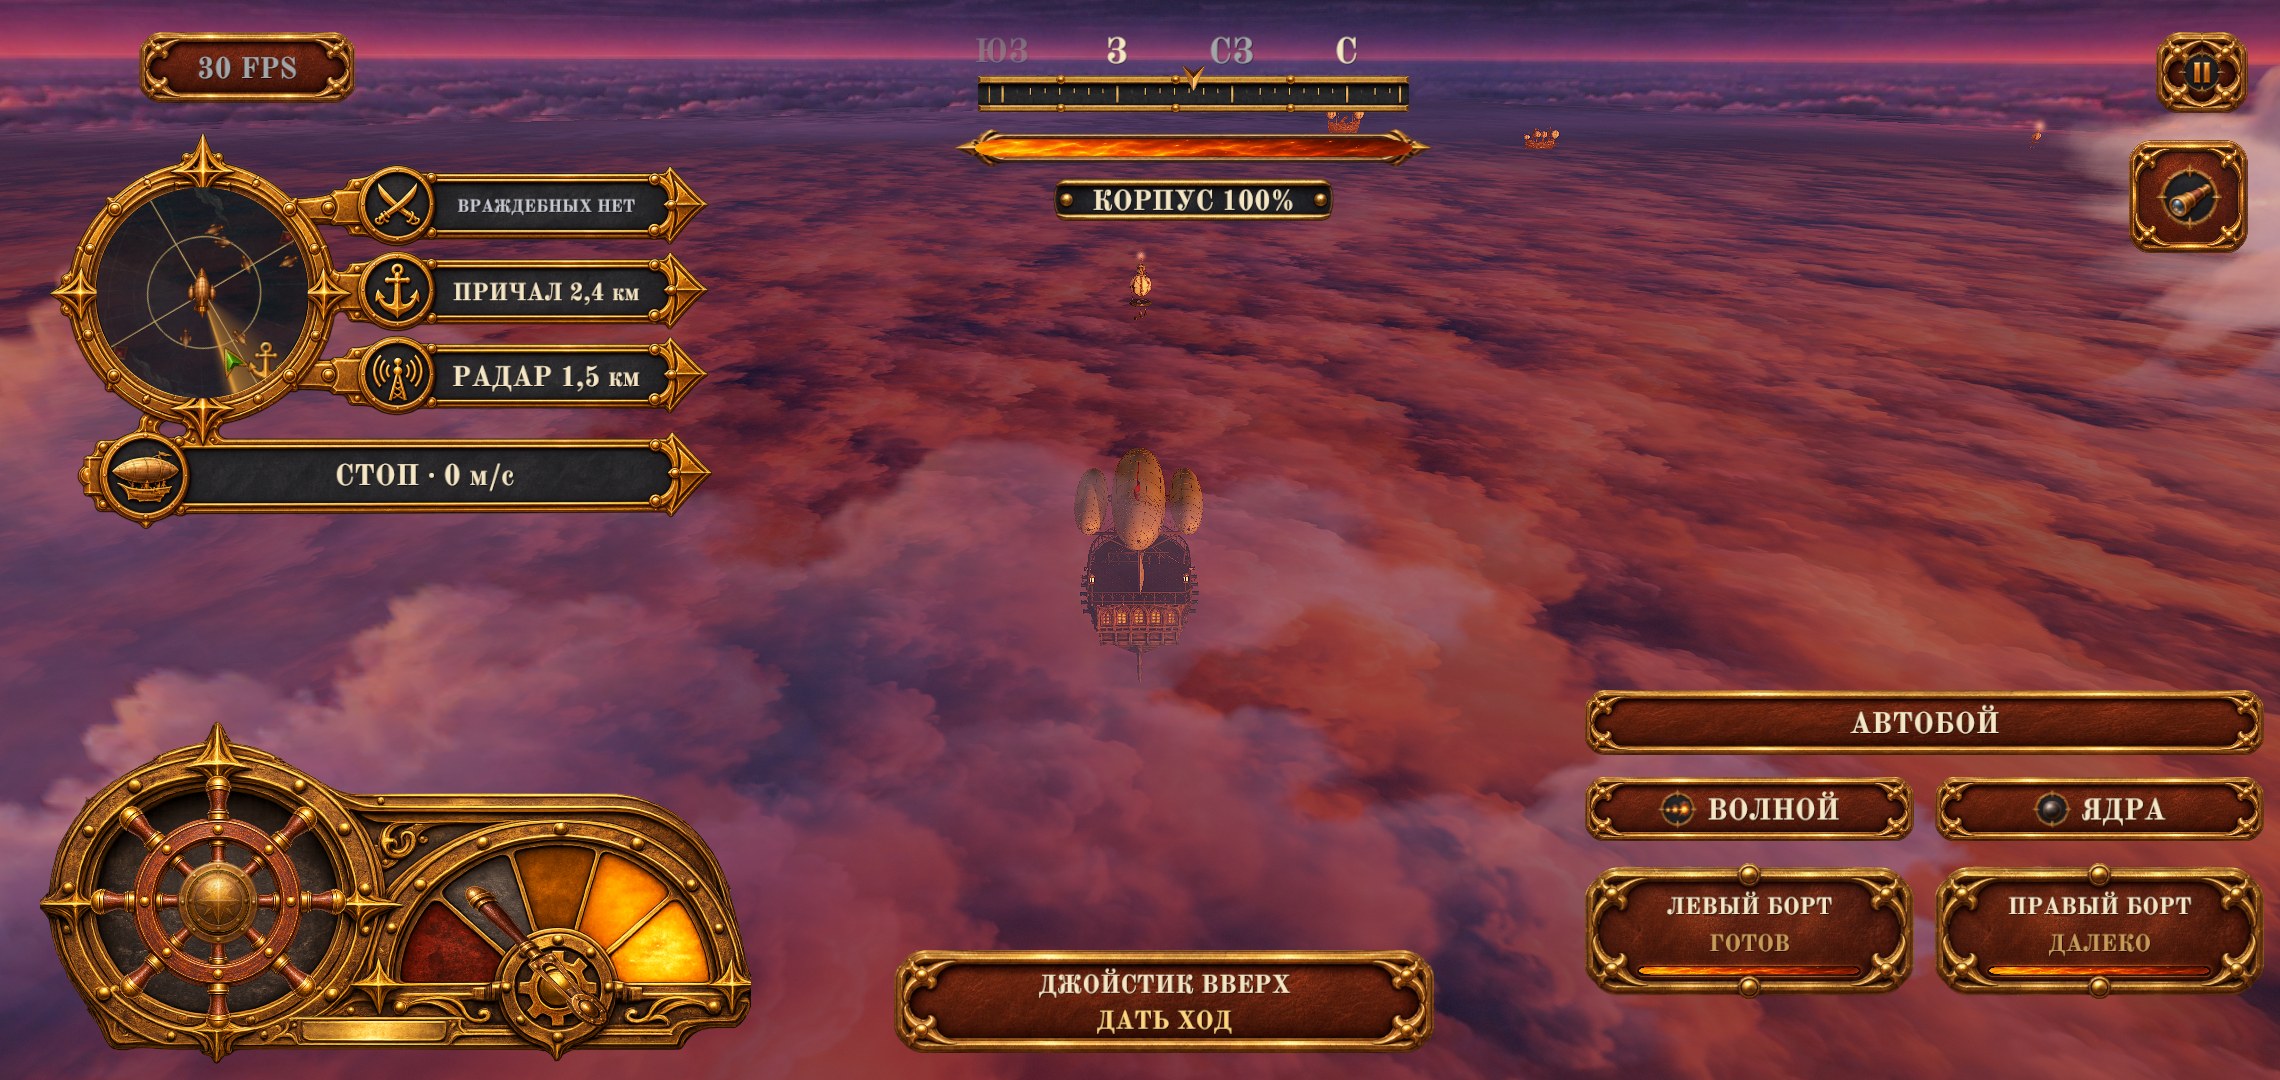 30 FPS
ЮЗ З СЗ С
КОРПУС 100%
ВРАЖДЕБНЫХ НЕТ
ПРИЧАЛ 2,4 км
РАДАР 1,5 км
СТОП · 0 м/с
АВТОБОЙ
ВОЛНОЙ
ЯДРА
ЛЕВЫЙ БОРТ
ГОТОВ
ПРАВЫЙ БОРТ
ДАЛЕКО
ДЖОЙСТИК ВВЕРХ
ДАТЬ ХОД